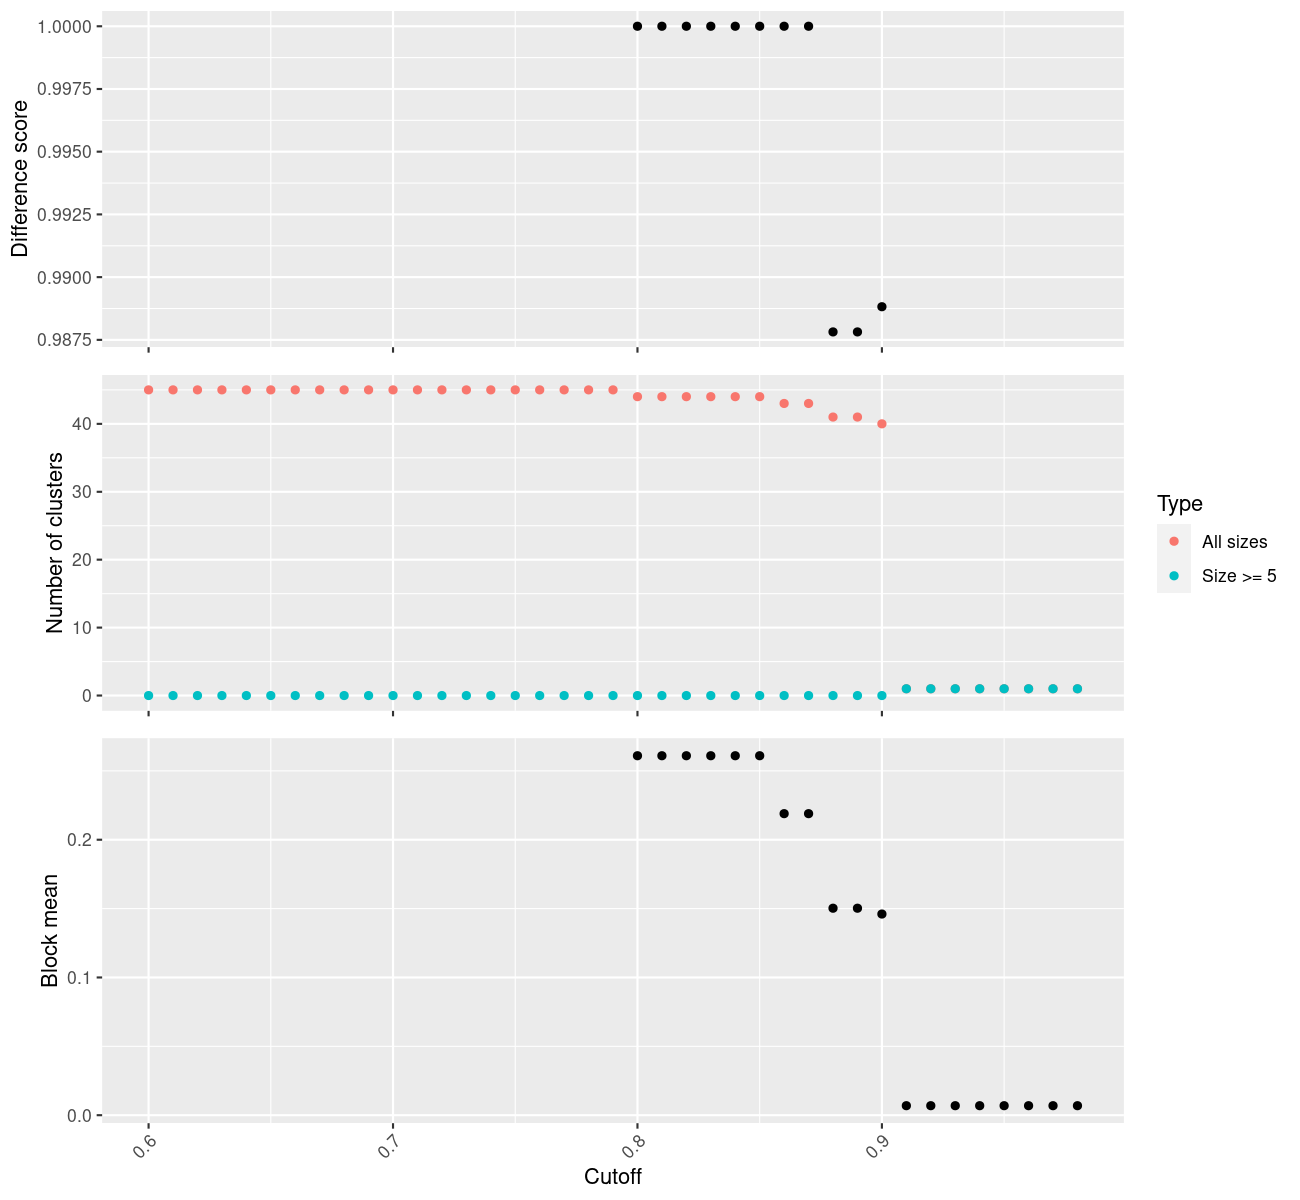 Difference score
1.0000
0.9975
0.9950
0.9925
0.9900
0.9875
Number of clusters
40
30
20
10
0
Type
All sizes
Size >= 5
Block mean
0.2
0.1
0.0
0.6
0.7
0.8
0.9
Cutoff